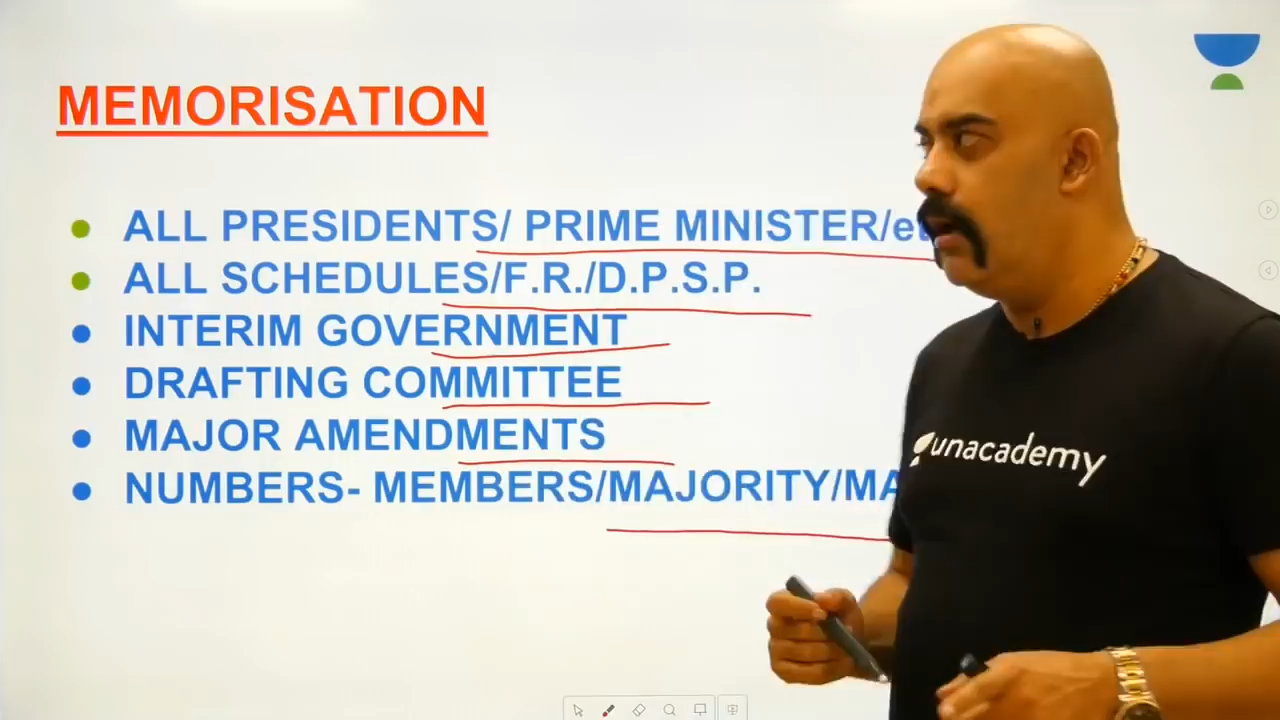 MEMORISATION
ALL PRESIDENTS/ PRIME MINISTER/
ALL SCHEDULES/F.R./D.P.S.P.
INTERIM GOVERNMENT
DRAFTING COMMITTEE
MAJOR AMENDMENTS
NUMBERS- MEMBERS/MAJORITY/
unacademy